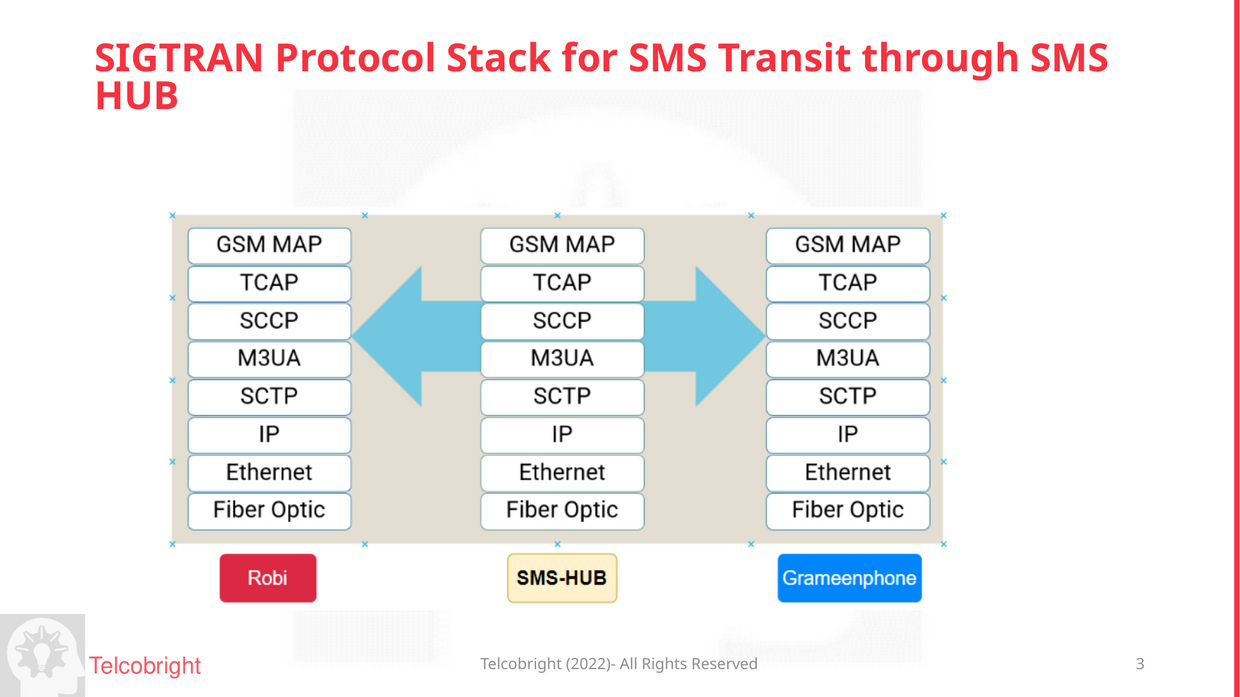 SIGTRAN Protocol Stack for SMS Transit through SMS
HUB
GSM MAP
TCAP
SCCP
M3UA
SCTP
IP
Ethernet
Fiber Optic
Robi
GSM MAP
TCAP
SCCP
M3UA
SCTP
IP
Ethernet
Fiber Optic
SMS-HUB
GSM MAP
TCAP
SCCP
M3UA
SCTP
IP
Ethernet
Fiber Optic
Grameenphone
Telcobright
Telcobright (2022)- All Rights Reserved
3